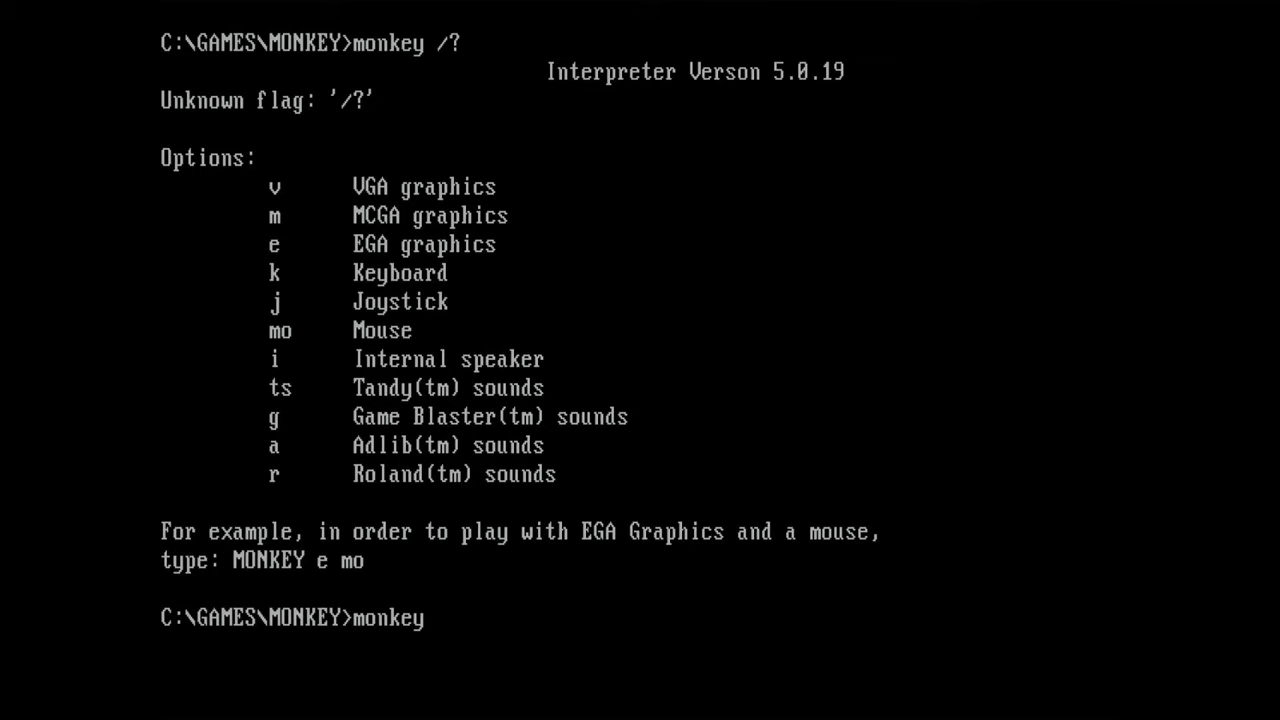 C:\GAMES\MONKEY>monkey /?
Interpreter Verson 5.0.19
Unknown flag: '/?'
Options:
v VGA graphics
m MCGA graphics
e EGA graphics
k Keyboard
j Joystick
mo Mouse
i Internal speaker
ts Tandy(tm) sounds
g Game Blaster(tm) sounds
a Adlib(tm) sounds
r Roland(tm) sounds
For example, in order to play with EGA Graphics and a mouse,
type: MONKEY e mo
C:\GAMES\MONKEY>monkey